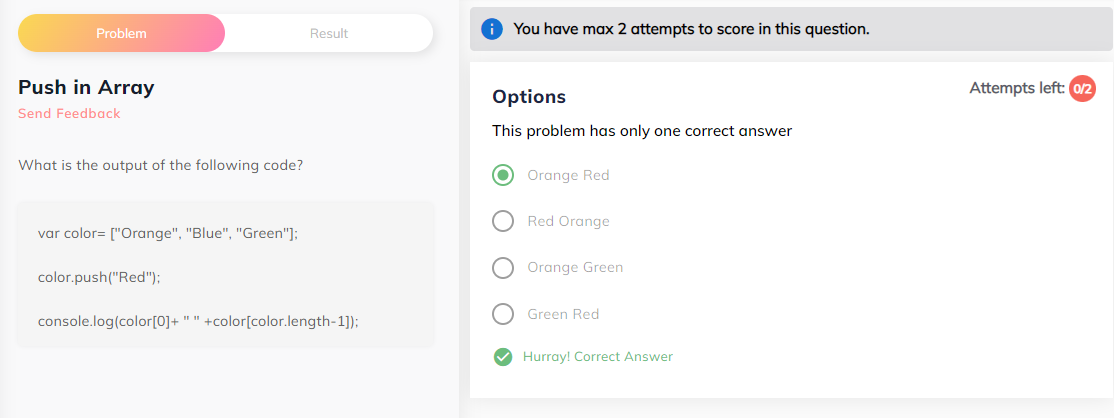 Problem
Result
Push in Array
Send Feedback
What is the output of the following code?
var color= ["Orange", "Blue", "Green"];
color.push("Red");
console.log(color[0]+ " " +color[color.length-1]);
You have max 2 attempts to score in this question.
Attempts left: 0/2
Options
This problem has only one correct answer
Orange Red
Red Orange
Orange Green
Green Red
Hurray! Correct Answer